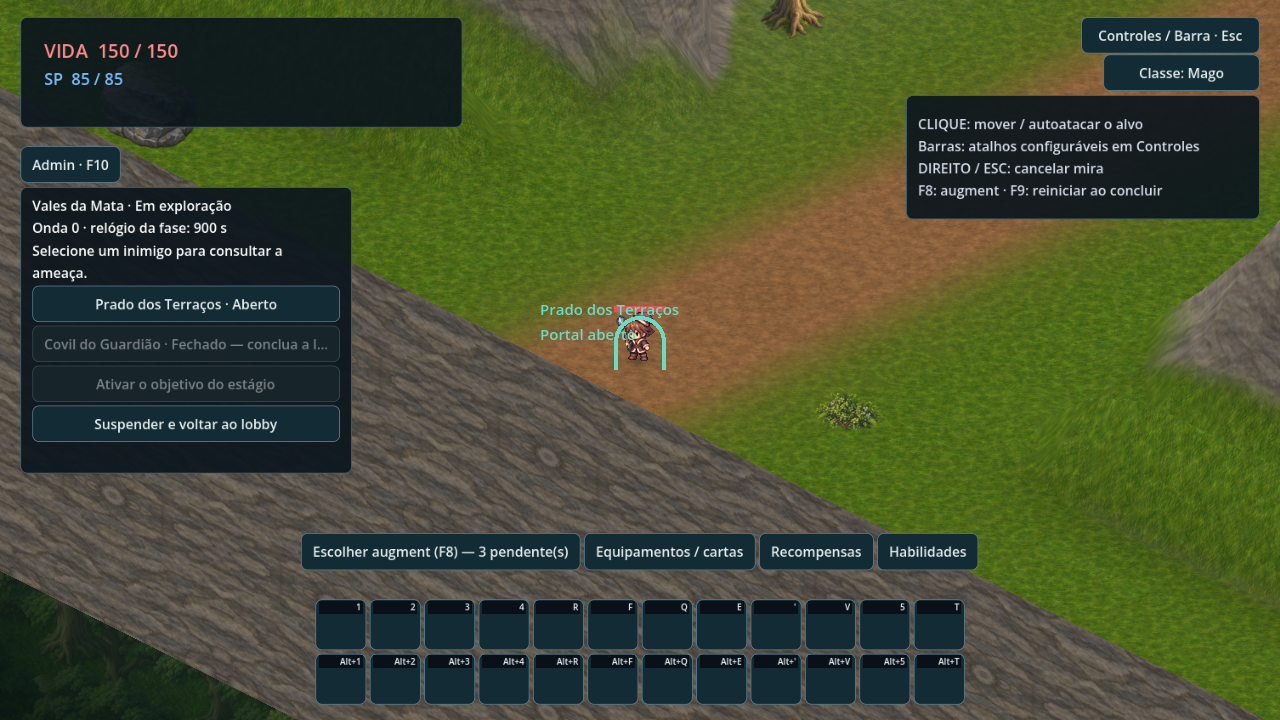 VIDA 150 / 150
SP 85 / 85
Controles / Barra · Esc
Classe: Mago
CLIQUE: mover / autoatacar o alvo
Barras: atalhos configuráveis em Controles
DIREITO / ESC: cancelar mira
F8: augment · F9: reiniciar ao concluir
Admin · F10
Vales da Mata · Em exploração
Onda 0 · relógio da fase: 900 s
Selecione um inimigo para consultar a
ameaça.
Prado dos Terraços · Aberto
Covil do Guardião · Fechado — conclua a l...
Ativar o objetivo do estágio
Suspender e voltar ao lobby
Prado dos Terraços
Portal aberto
Escolher augment (F8) — 3 pendente(s)
Equipamentos / cartas
Recompensas
Habilidades
1 2 3 4 R F Q E ' V 5 T
Alt+1 Alt+2 Alt+3 Alt+4 Alt+R Alt+F Alt+Q Alt+E Alt+' Alt+V Alt+5 Alt+T